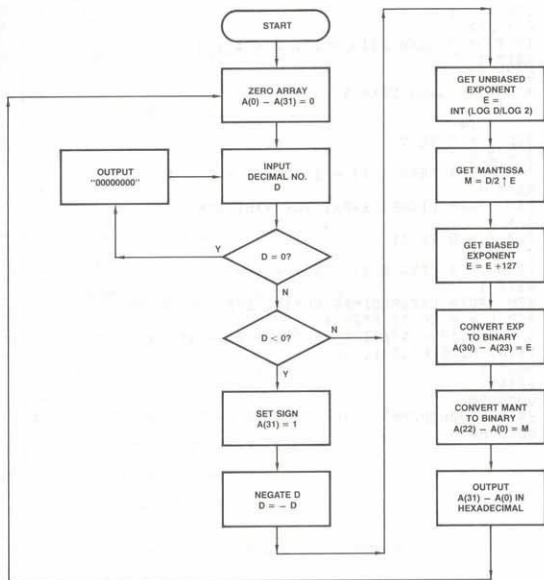 START
ZERO ARRAY
A(0) – A(31) = 0
INPUT
DECIMAL NO.
D
OUTPUT
"00000000"
Y
D = 0?
N
D < 0?
N
Y
SET SIGN
A(31) = 1
NEGATE D
D = – D
GET UNBIASED
EXPONENT
E =
INT (LOG D/LOG 2)
GET MANTISSA
M = D/2 ↑ E
GET BIASED
EXPONENT
E = E +127
CONVERT EXP
TO BINARY
A(30) – A(23) = E
CONVERT MANT
TO BINARY
A(22) – A(0) = M
OUTPUT
A(31) – A(0) IN
HEXADECIMAL